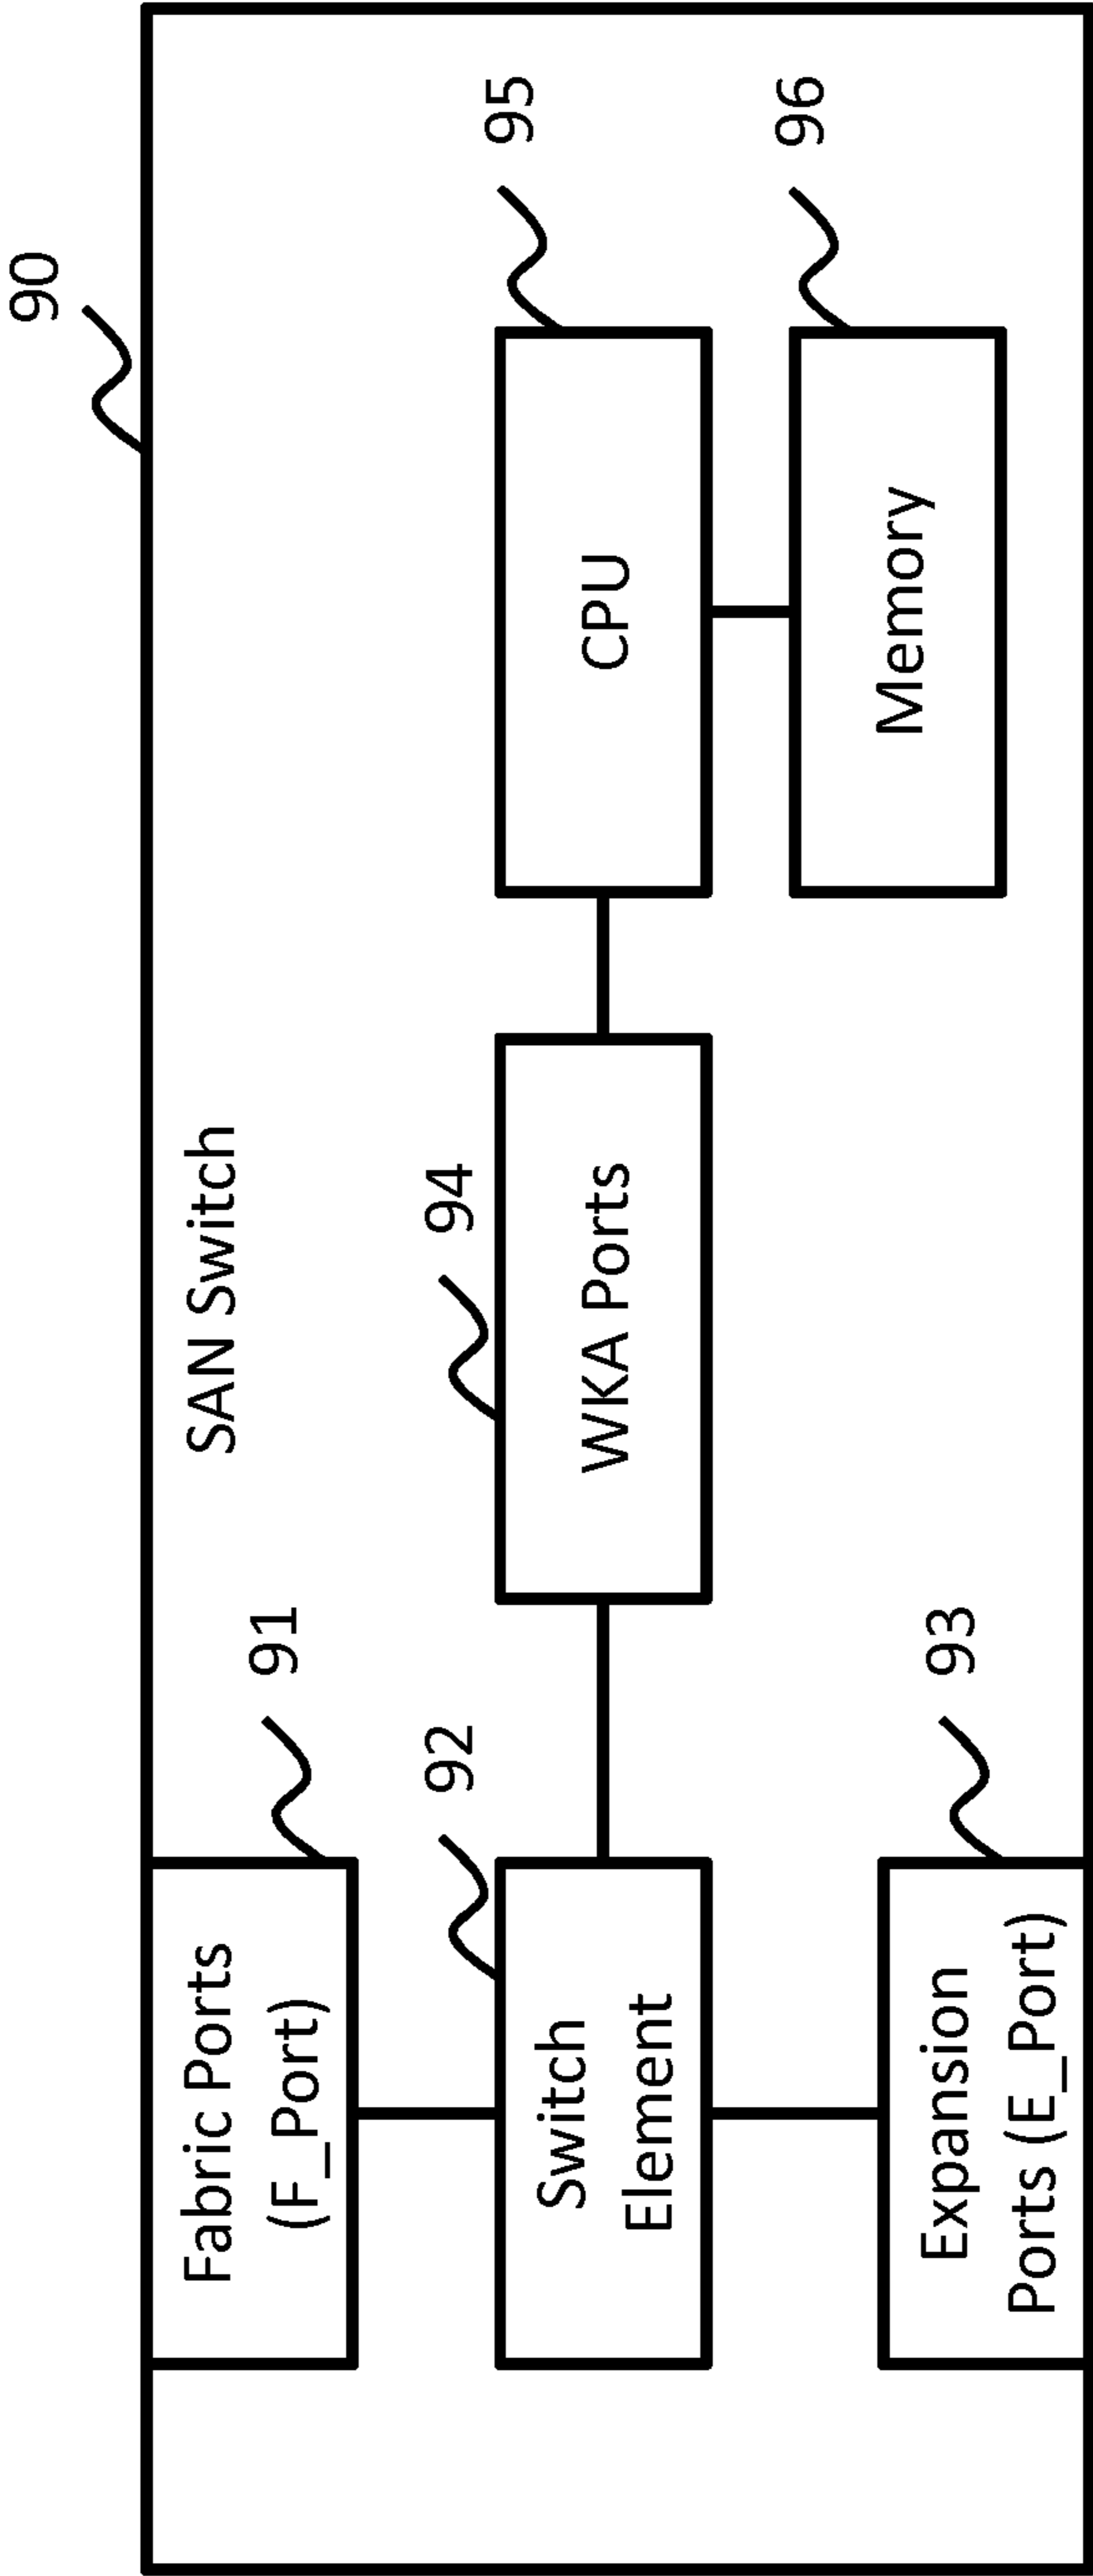 90
SAN Switch
Fabric Ports
(F_Port)
91
92
Switch
Element
94
WKA Ports
95
CPU
96
Memory
93
Expansion
Ports (E_Port)